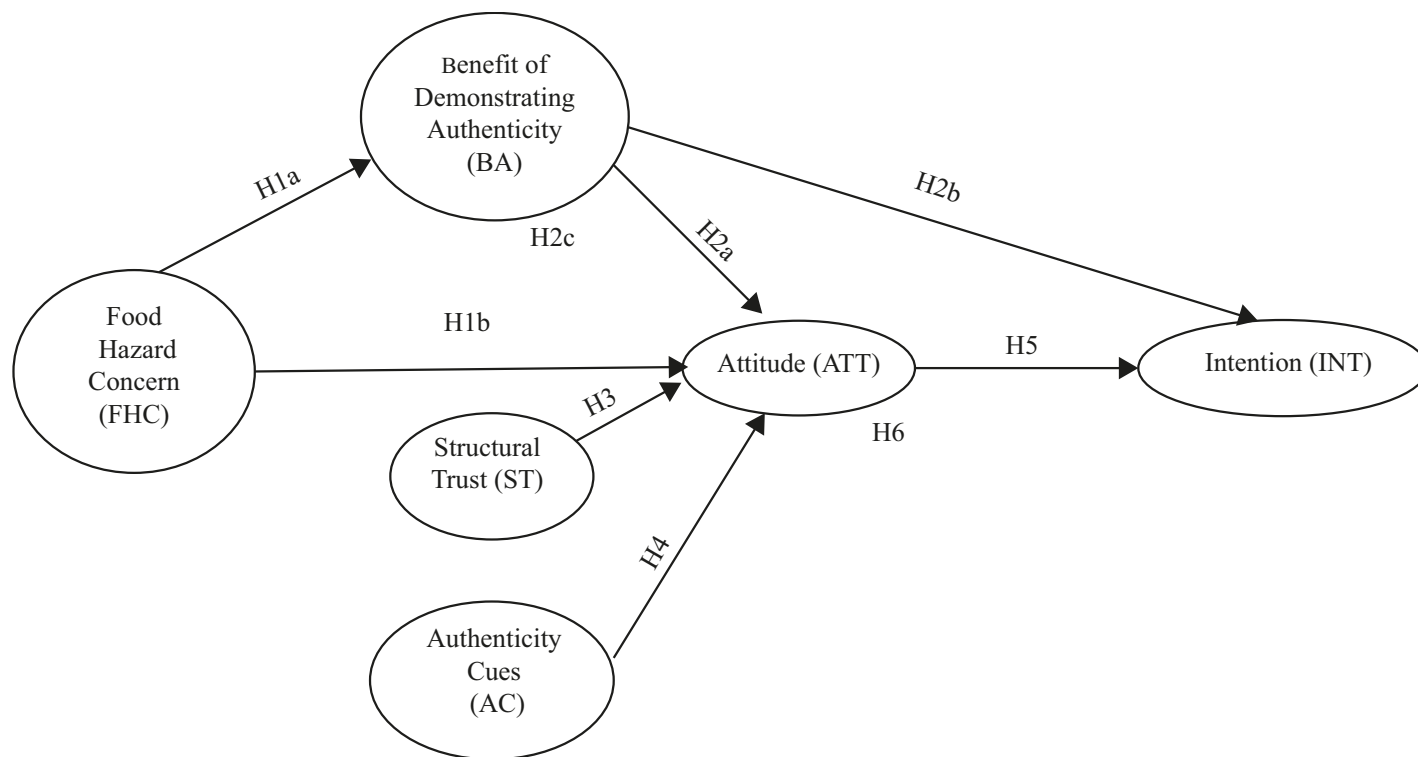 Benefit of
Demonstrating
Authenticity
(BA)
H1a
H2b
H2c
H2a
Food
Hazard
Concern
(FHC)
H1b
Attitude (ATT)
H5
Intention (INT)
H3
H6
Structural
Trust (ST)
H4
Authenticity
Cues
(AC)